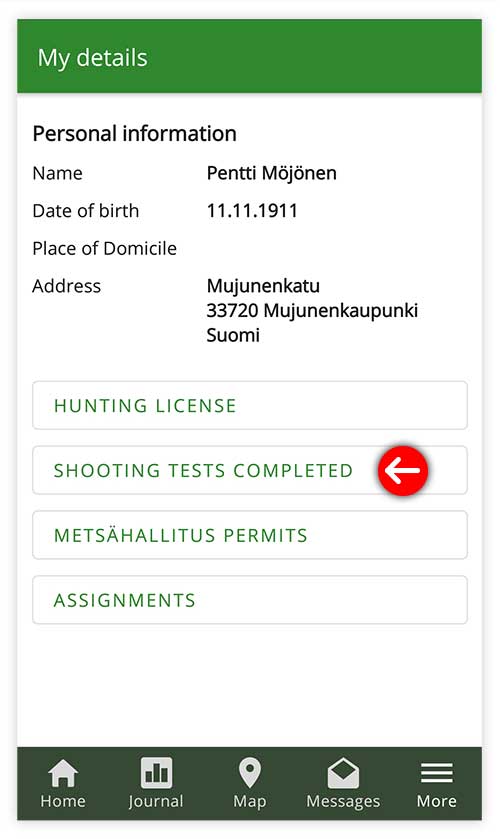 My details
Personal information
Name Pentti Möjönen
Date of birth 11.11.1911
Place of Domicile
Address Mujunenkatu
33720 Mujunenkaupunki
Suomi
HUNTING LICENSE
SHOOTING TESTS COMPLETED
METSÄHALLITUS PERMITS
ASSIGNMENTS
Home Journal Map Messages More